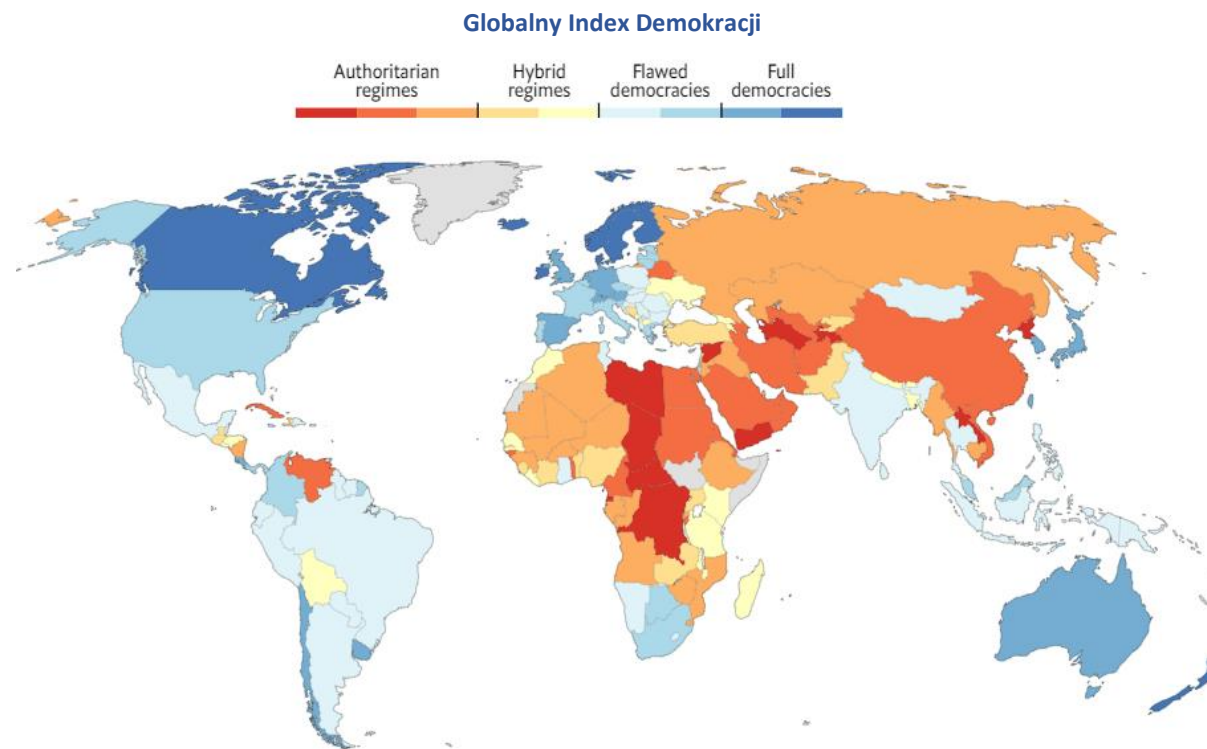 Globalny Index Demokracji
Authoritarian regimes
Hybrid regimes
Flawed democracies
Full democracies